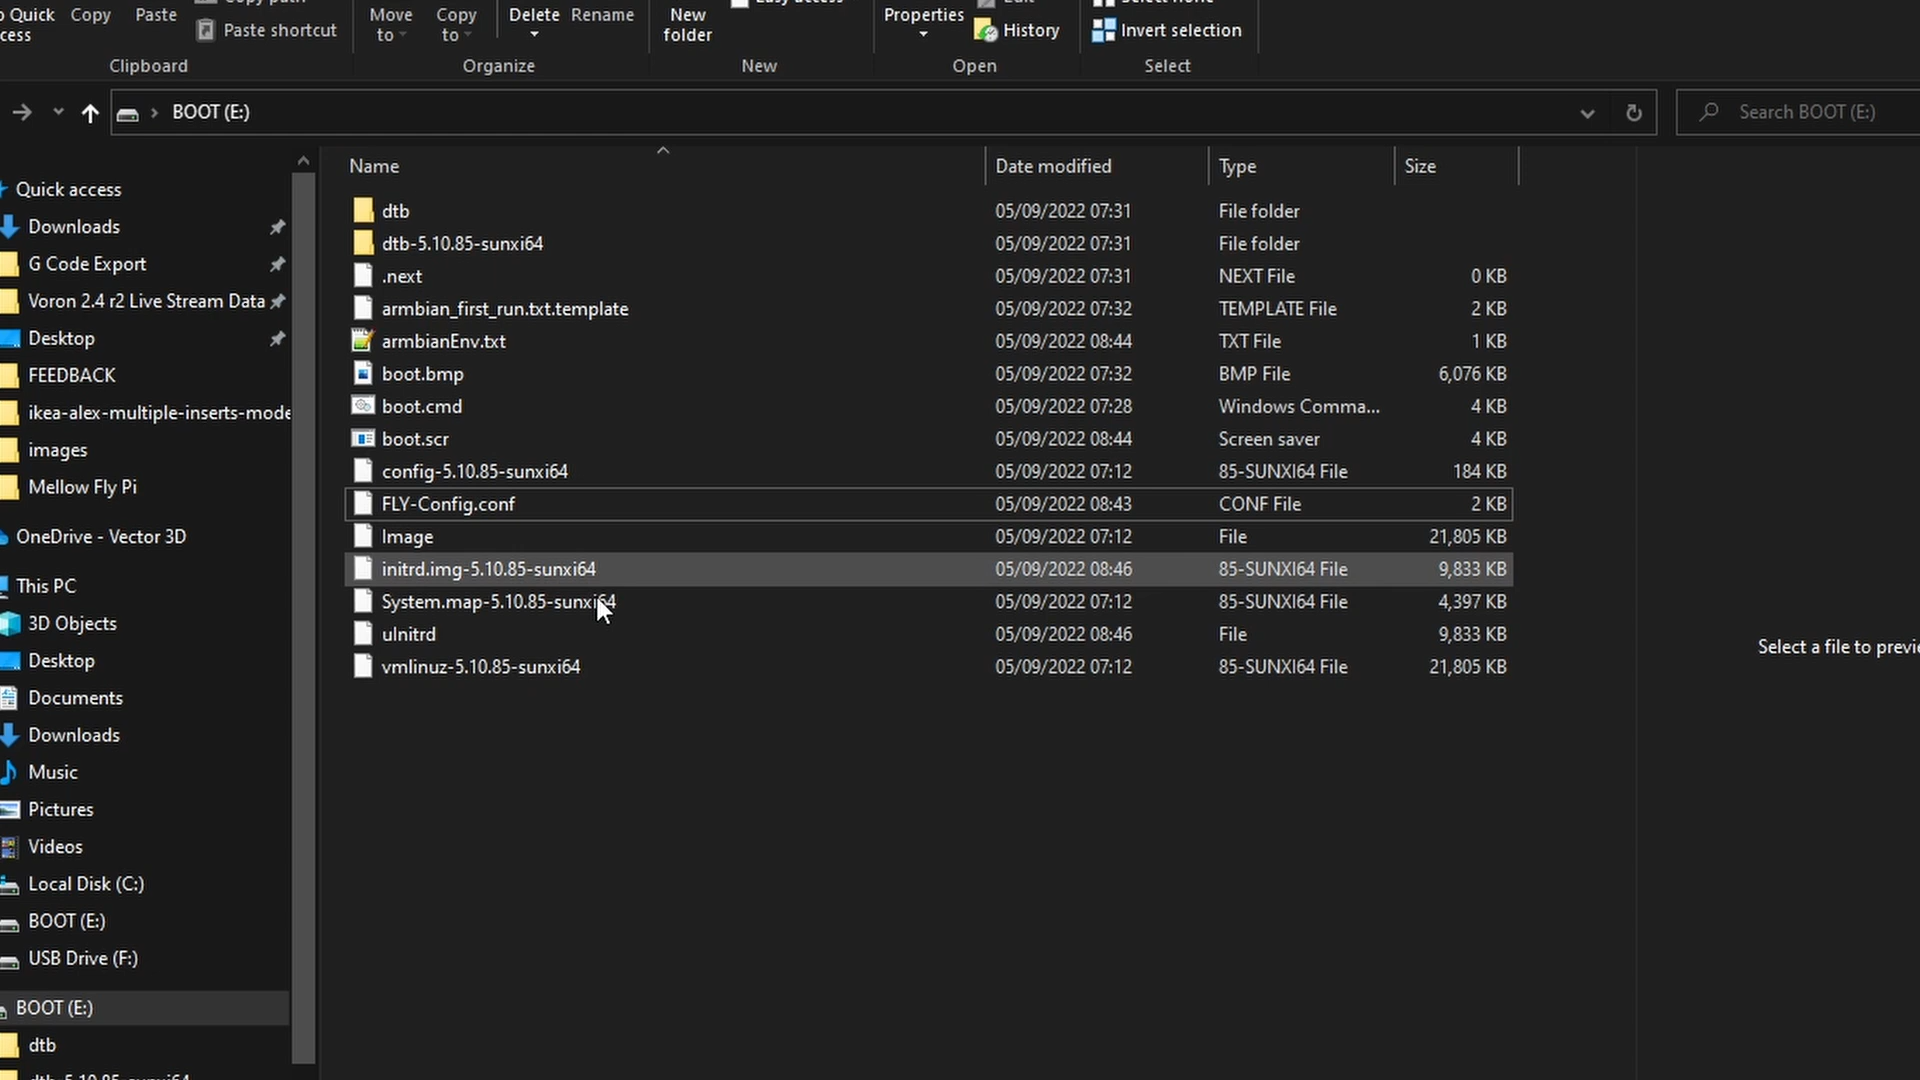 Quick
Copy
Paste
Paste shortcut
Move
to
Copy
to
Delete
Rename
New
folder
Properties
History
Invert selection
Clipboard
Organize
New
Open
Select
BOOT (E:)
Search BOOT (E:)
Name
Date modified
Type
Size
Quick access
Downloads
G Code Export
Voron 2.4 r2 Live Stream Data
Desktop
FEEDBACK
ikea-alex-multiple-inserts-mode
images
Mellow Fly Pi
OneDrive - Vector 3D
This PC
3D Objects
Desktop
Documents
Downloads
Music
Pictures
Videos
Local Disk (C:)
BOOT (E:)
USB Drive (F:)
BOOT (E:)
dtb
dtb-5.10.85-sunxi64
dtb 05/09/2022 07:31 File folder
dtb-5.10.85-sunxi64 05/09/2022 07:31 File folder
.next 05/09/2022 07:31 NEXT File 0 KB
armbian_first_run.txt.template 05/09/2022 07:32 TEMPLATE File 2 KB
armbianEnv.txt 05/09/2022 08:44 TXT File 1 KB
boot.bmp 05/09/2022 07:32 BMP File 6,076 KB
boot.cmd 05/09/2022 07:28 Windows Comma... 4 KB
boot.scr 05/09/2022 08:44 Screen saver 4 KB
config-5.10.85-sunxi64 05/09/2022 07:12 85-SUNXI64 File 184 KB
FLY-Config.conf 05/09/2022 08:43 CONF File 2 KB
Image 05/09/2022 07:12 File 21,805 KB
initrd.img-5.10.85-sunxi64 05/09/2022 08:46 85-SUNXI64 File 9,833 KB
System.map-5.10.85-sunxi64 05/09/2022 07:12 85-SUNXI64 File 4,397 KB
uInitrd 05/09/2022 08:46 File 9,833 KB
vmlinuz-5.10.85-sunxi64 05/09/2022 07:12 85-SUNXI64 File 21,805 KB
Select a file to previe